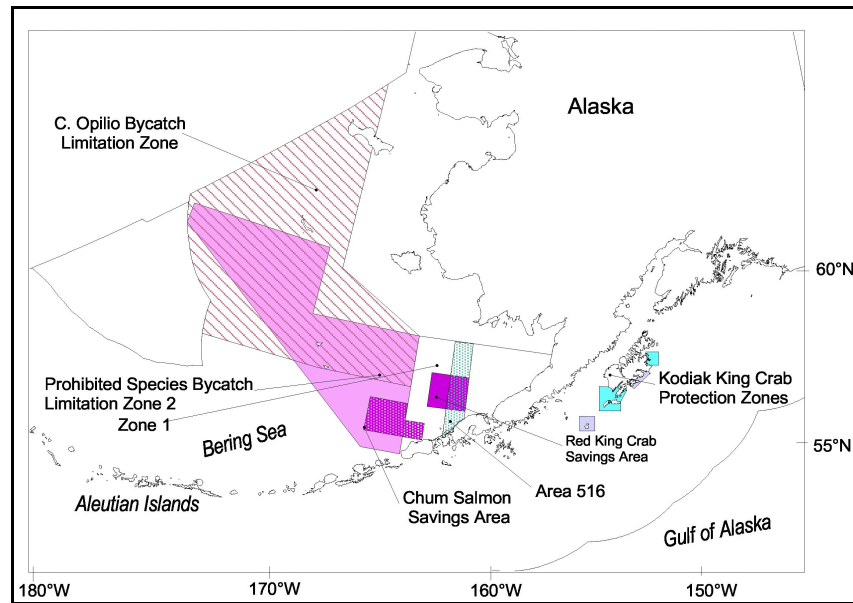 Alaska
C. Opilio Bycatch
Limitation Zone
60°N
Prohibited Species Bycatch
Limitation Zone 2
Zone 1
Kodiak King Crab
Protection Zones
Bering Sea
Red King Crab
Savings Area
55°N
Aleutian Islands
Chum Salmon
Savings Area
Area 516
Gulf of Alaska
180°W
170°W
160°W
150°W